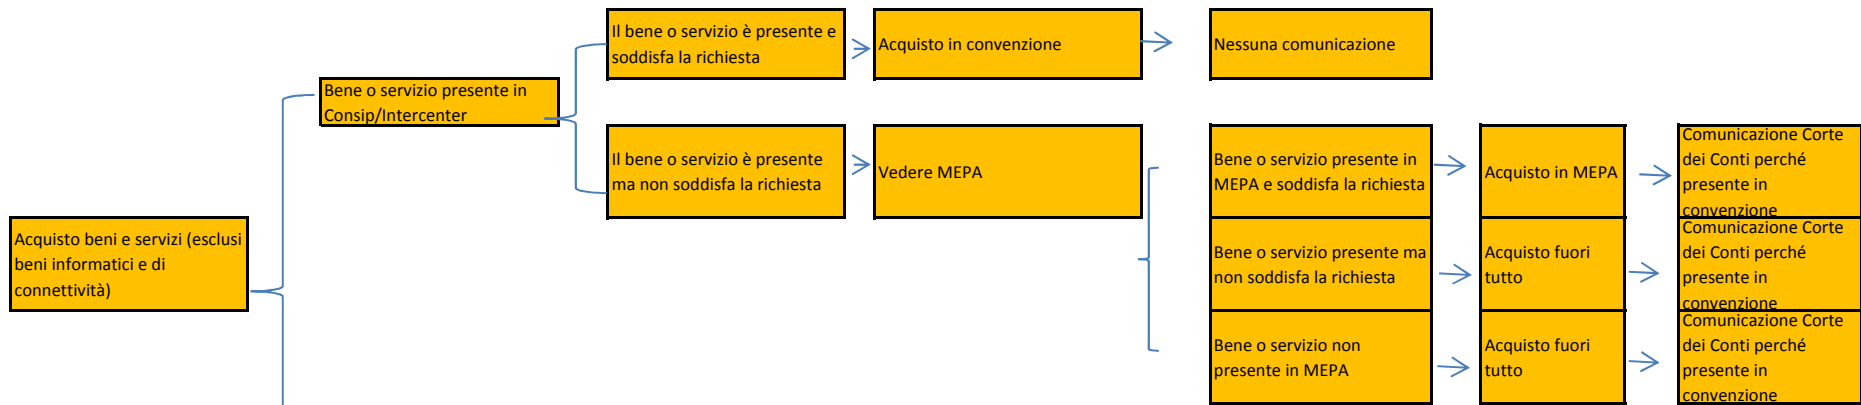 Il bene o servizio è presente e
soddisfa la richiesta
Acquisto in convenzione
Nessuna comunicazione
Bene o servizio presente in
Consip/Intercenter
Il bene o servizio è presente
ma non soddisfa la richiesta
Vedere MEPA
Bene o servizio presente in
MEPA e soddisfa la richiesta
Acquisto in MEPA
Comunicazione Corte
dei Conti perché
presente in
convenzione
Acquisto beni e servizi (esclusi
beni informatici e di
connettività)
Bene o servizio presente ma
non soddisfa la richiesta
Acquisto fuori
tutto
Comunicazione Corte
dei Conti perché
presente in
convenzione
Bene o servizio non
presente in MEPA
Acquisto fuori
tutto
Comunicazione Corte
dei Conti perché
presente in
convenzione